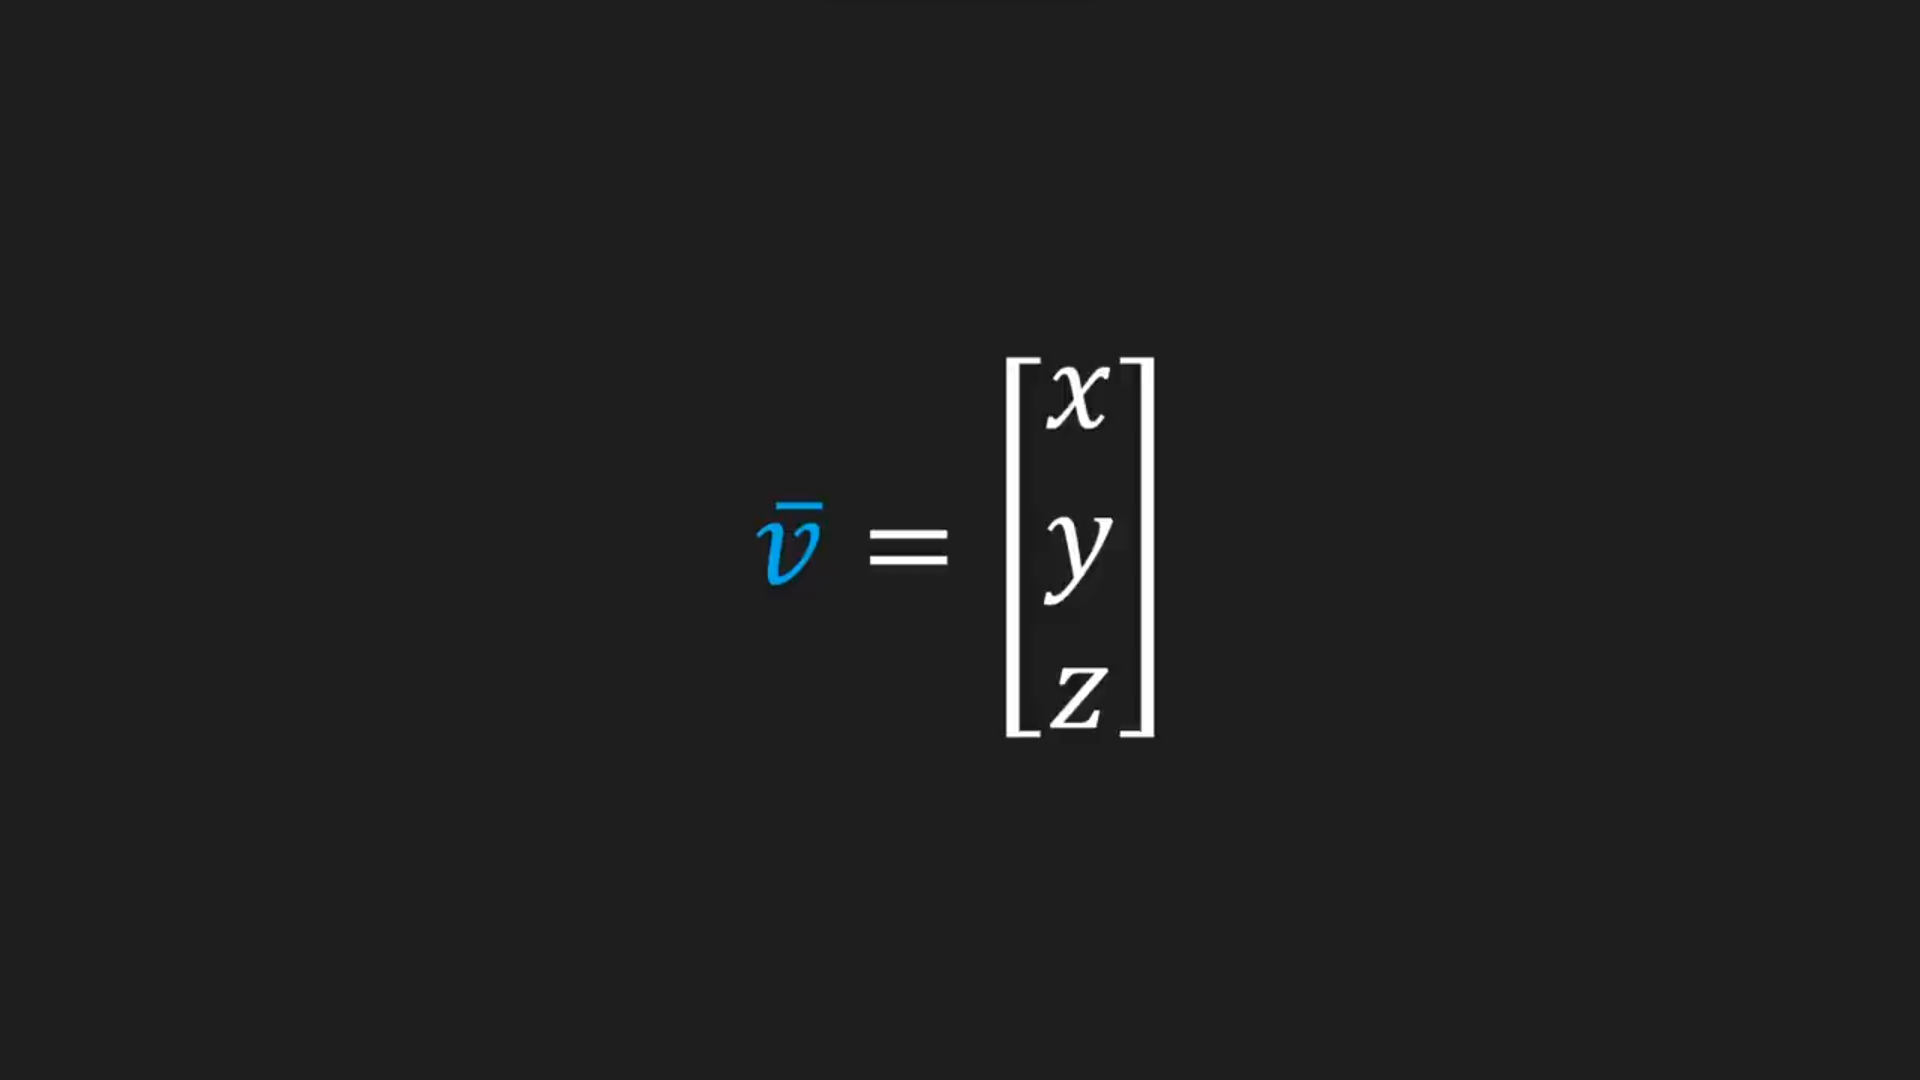 v̄ = [x
y
z]